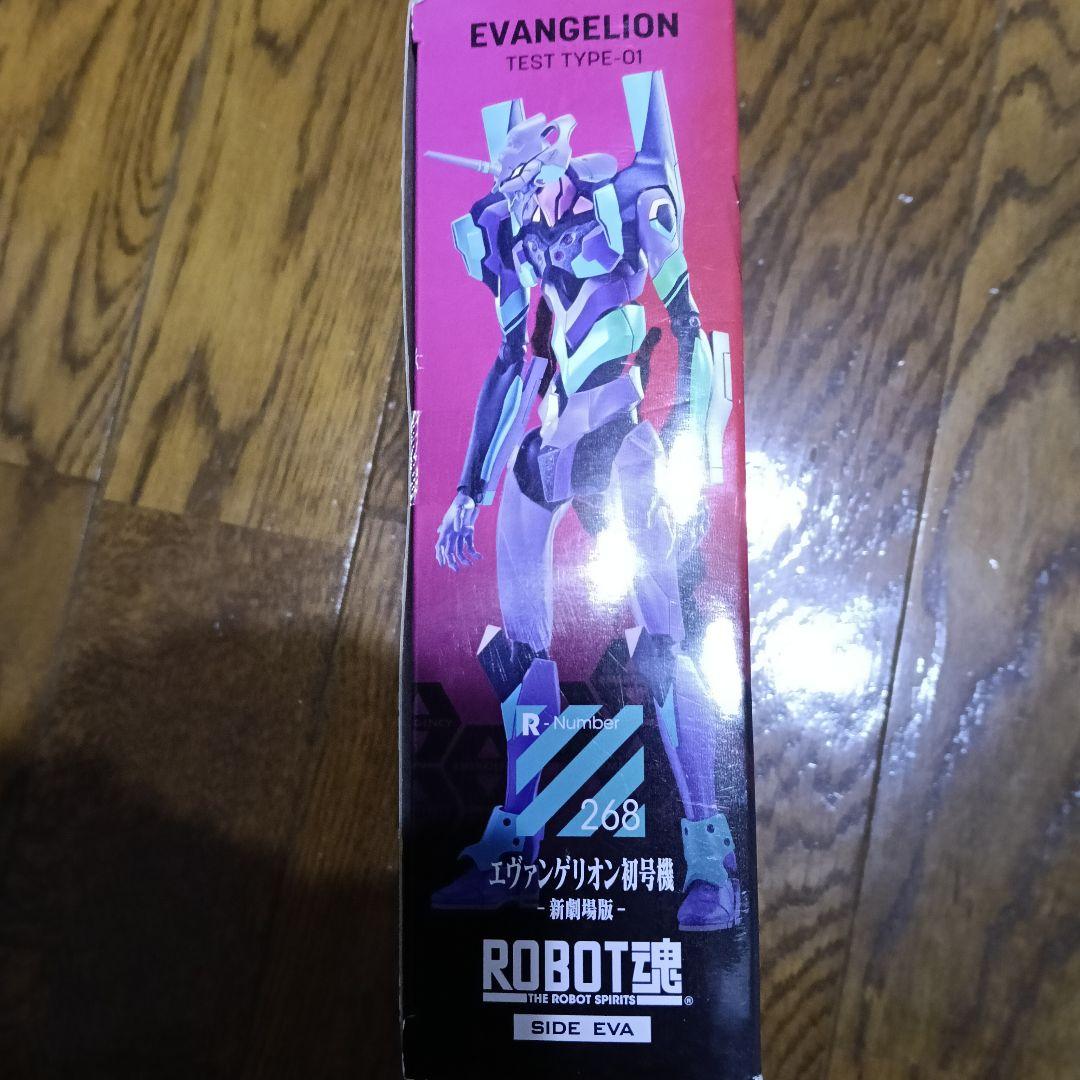 EVANGELION
TEST TYPE-01
R - Number
268
エヴァンゲリオン初号機
- 新劇場版 -
ROBOT魂
THE ROBOT SPIRITS
®
SIDE EVA